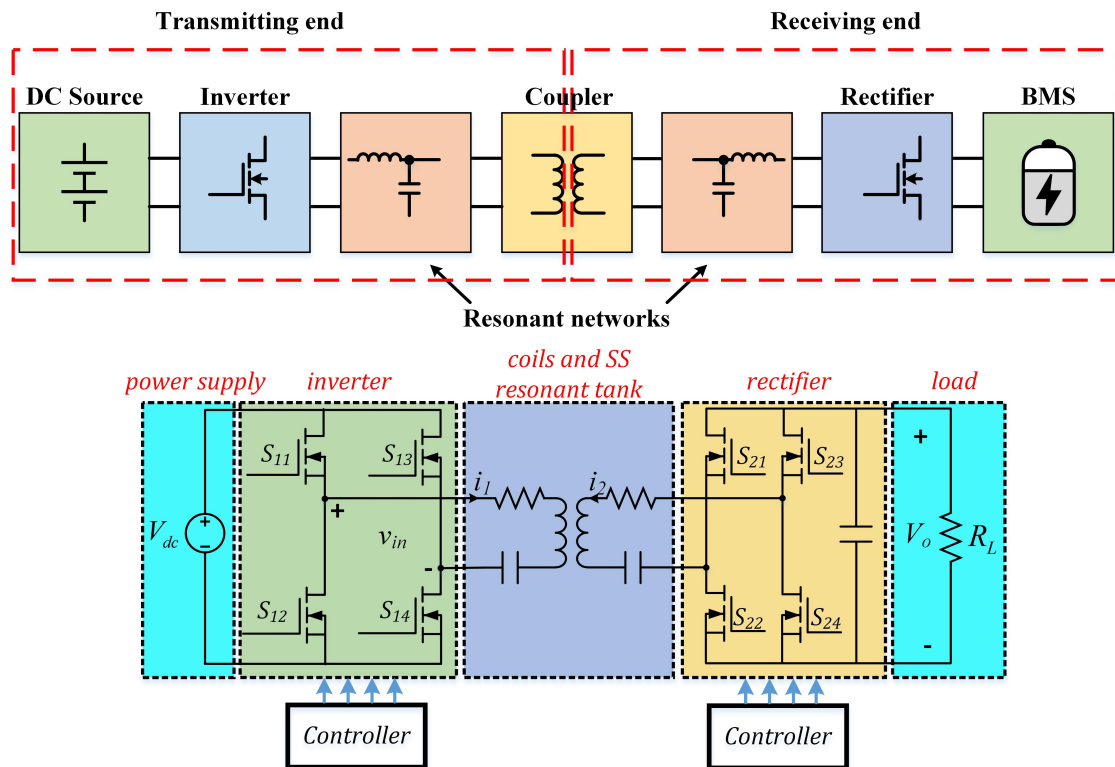 Transmitting end
Receiving end
DC Source
Inverter
Coupler
Rectifier
BMS
Resonant networks
power supply
inverter
coils and SS
resonant tank
rectifier
load
S11
S13
S21
S23
+
i1
i2
+
Vdc
+
−
vin
-
Vo
RL
S12
S14
S22
S24
-
Controller
Controller